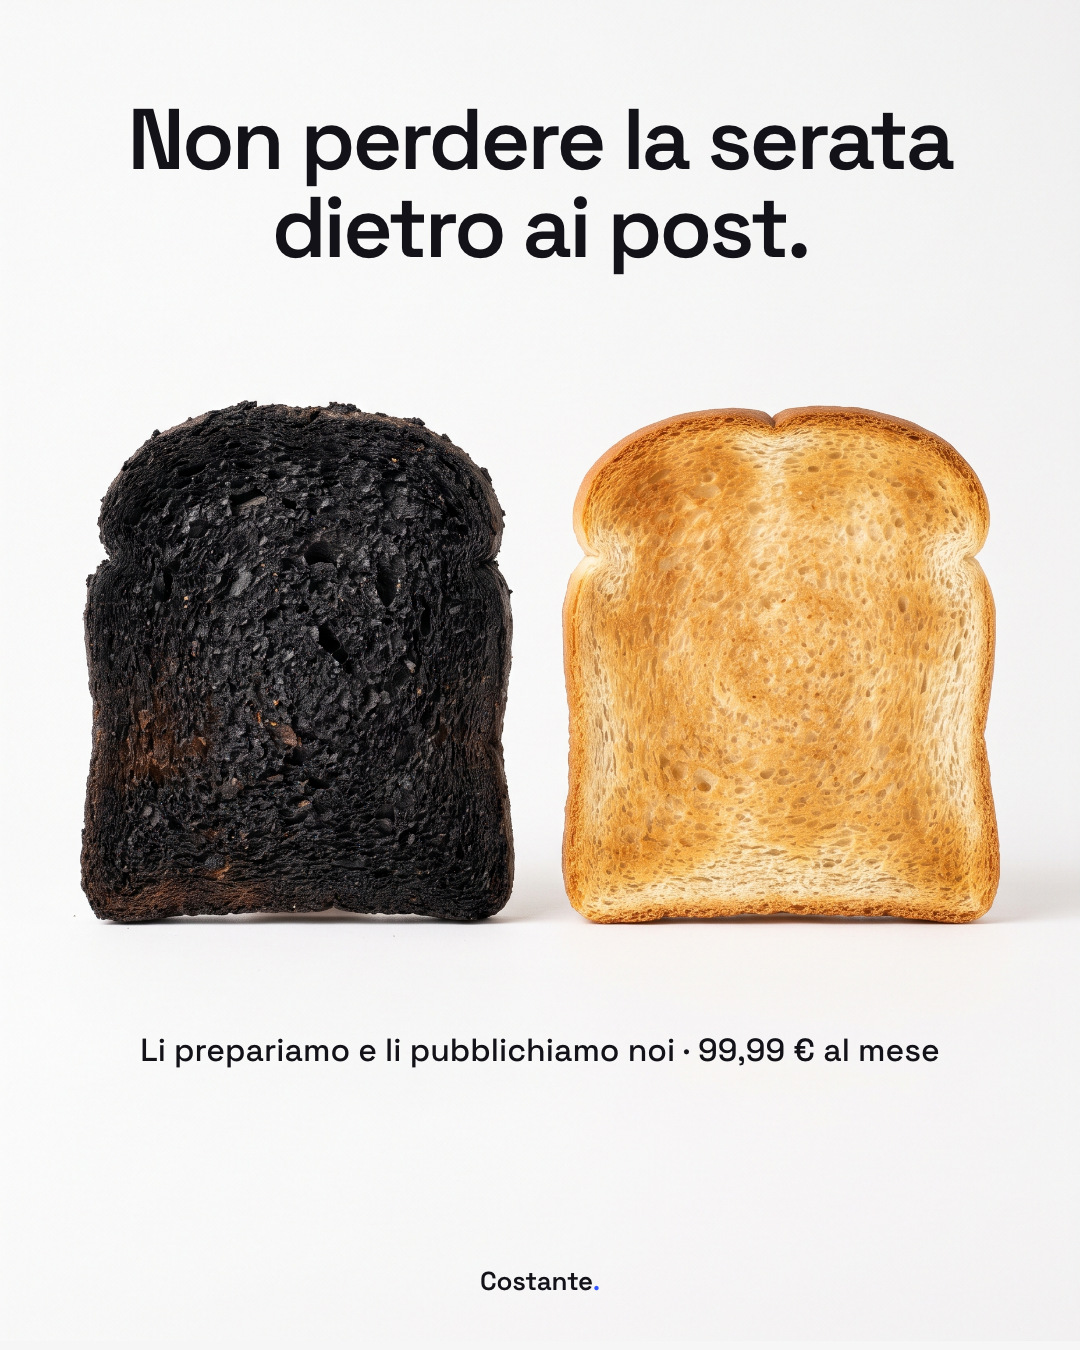 Non perdere la serata
dietro ai post.
Li prepariamo e li pubblichiamo noi · 99,99 € al mese
Costante.